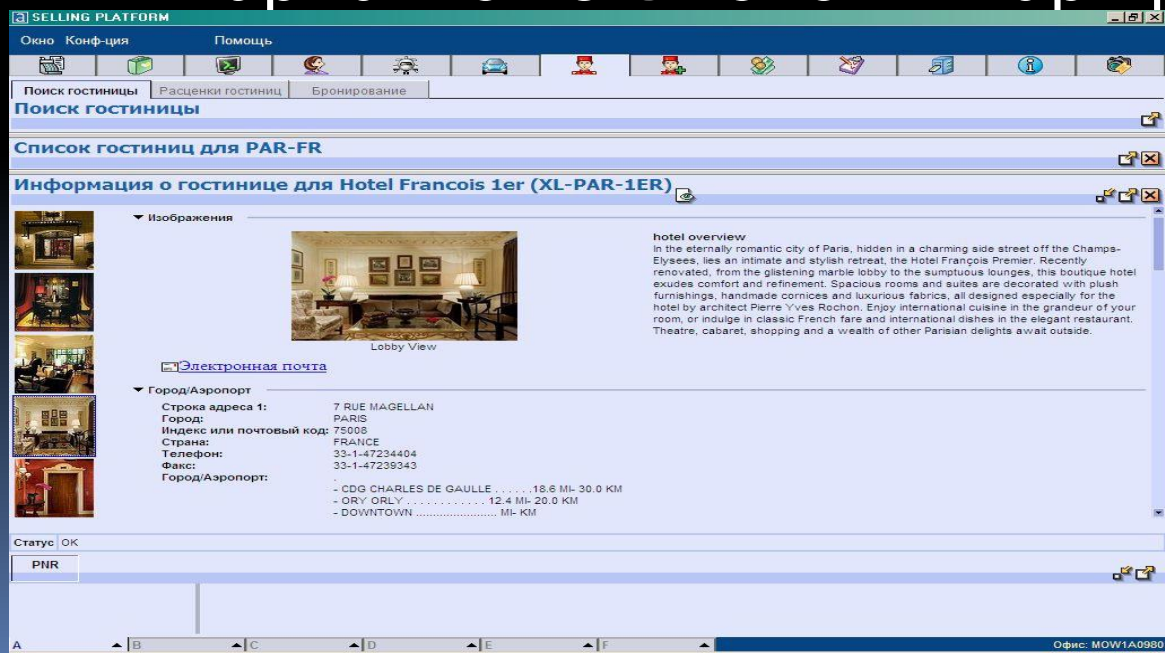 SELLING PLATFORM
Окно Конф-ция Помощь
Поиск гостиницы Расценки гостиниц Бронирование
Поиск гостиницы
Список гостиниц для PAR-FR
Информация о гостинице для Hotel Francois 1er (XL-PAR-1ER)
Изображения
Lobby View
hotel overview
In the eternally romantic city of Paris, hidden in a charming side street off the Champs-
Elysees, lies an intimate and stylish retreat, the Hotel François Premier. Recently
renovated, from the glistening marble lobby to the sumptuous lounges, this boutique hotel
exudes comfort and refinement. Spacious rooms and suites are decorated with plush
furnishings, handmade cornices and luxurious fabrics, all designed especially for the
hotel by architect Pierre Yves Rochon. Enjoy international cuisine in the grandeur of your
room, or indulge in classic French fare and international dishes in the elegant restaurant.
Theatre, cabaret, shopping and a wealth of other Parisian delights await outside.
Электронная почта
Город/Аэропорт
Строка адреса 1: 7 RUE MAGELLAN
Город: PARIS
Индекс или почтовый код: 75008
Страна: FRANCE
Телефон: 33-1-47234404
Факс: 33-1-47239343
Город/Аэропорт: .
- CDG CHARLES DE GAULLE . . . . . .18.6 MI- 30.0 KM
- ORY ORLY . . . . . . . . . . . . 12.4 MI- 20.0 KM
- DOWNTOWN ........................ MI- KM
Статус OK
PNR
A B C D E F Офис: MOW1A0980